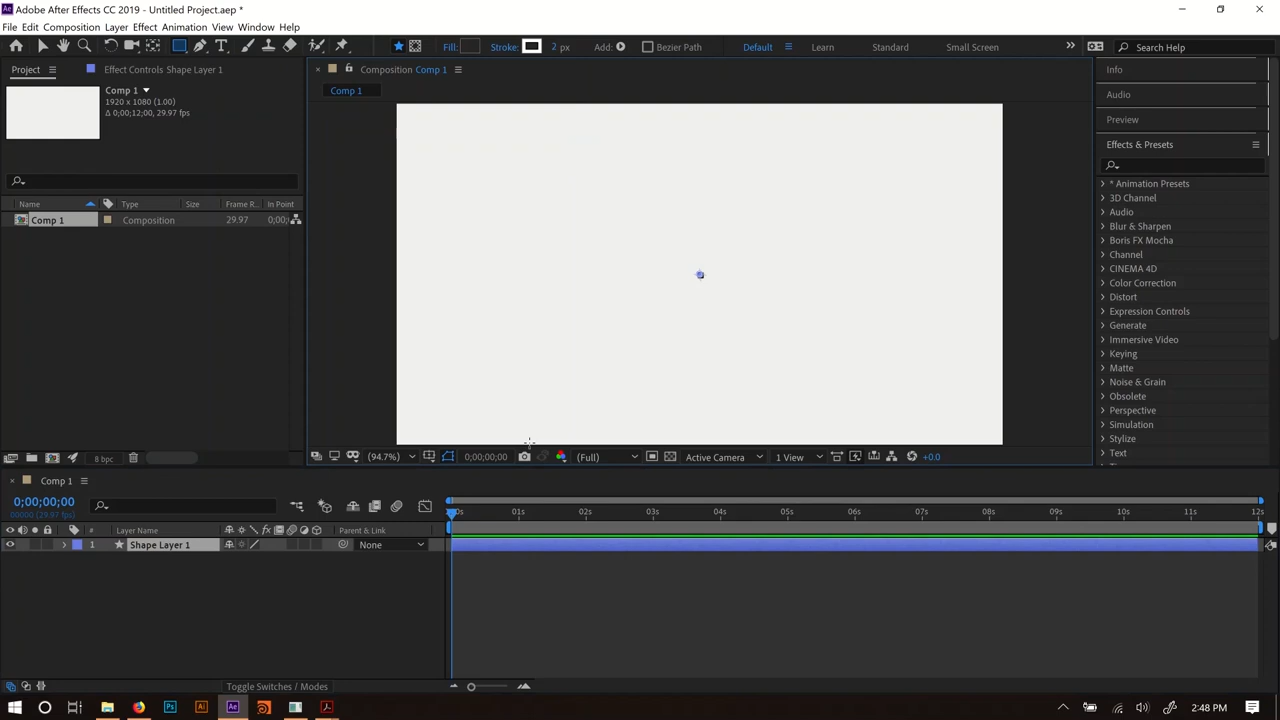 Adobe After Effects CC 2019 - Untitled Project.aep *
File Edit Composition Layer Effect Animation View Window Help
Fill: Stroke: 2 px Add: Bezier Path Default Learn Standard Small Screen Search Help
Project Effect Controls Shape Layer 1
Composition Comp 1
Info
Comp 1
1920 x 1080 (1.00)
Δ 0;00;12;00, 29.97 fps
Comp 1
Audio
Preview
Effects & Presets
Name Type Size Frame R... In Point
Comp 1 Composition 29.97 0;00;
* Animation Presets
3D Channel
Audio
Blur & Sharpen
Boris FX Mocha
Channel
CINEMA 4D
Color Correction
Distort
Expression Controls
Generate
Immersive Video
Keying
Matte
Noise & Grain
Obsolete
Perspective
Simulation
Stylize
Text
8 bpc
(94.7%) 0;00;00;00 (Full) Active Camera 1 View +0.0
Comp 1
0;00;00;00
00000 (29.97 fps)
# Layer Name Parent & Link
1 Shape Layer 1 None
01s 02s 03s 04s 05s 06s 07s 08s 09s 10s 11s 12s
Toggle Switches / Modes
2:48 PM